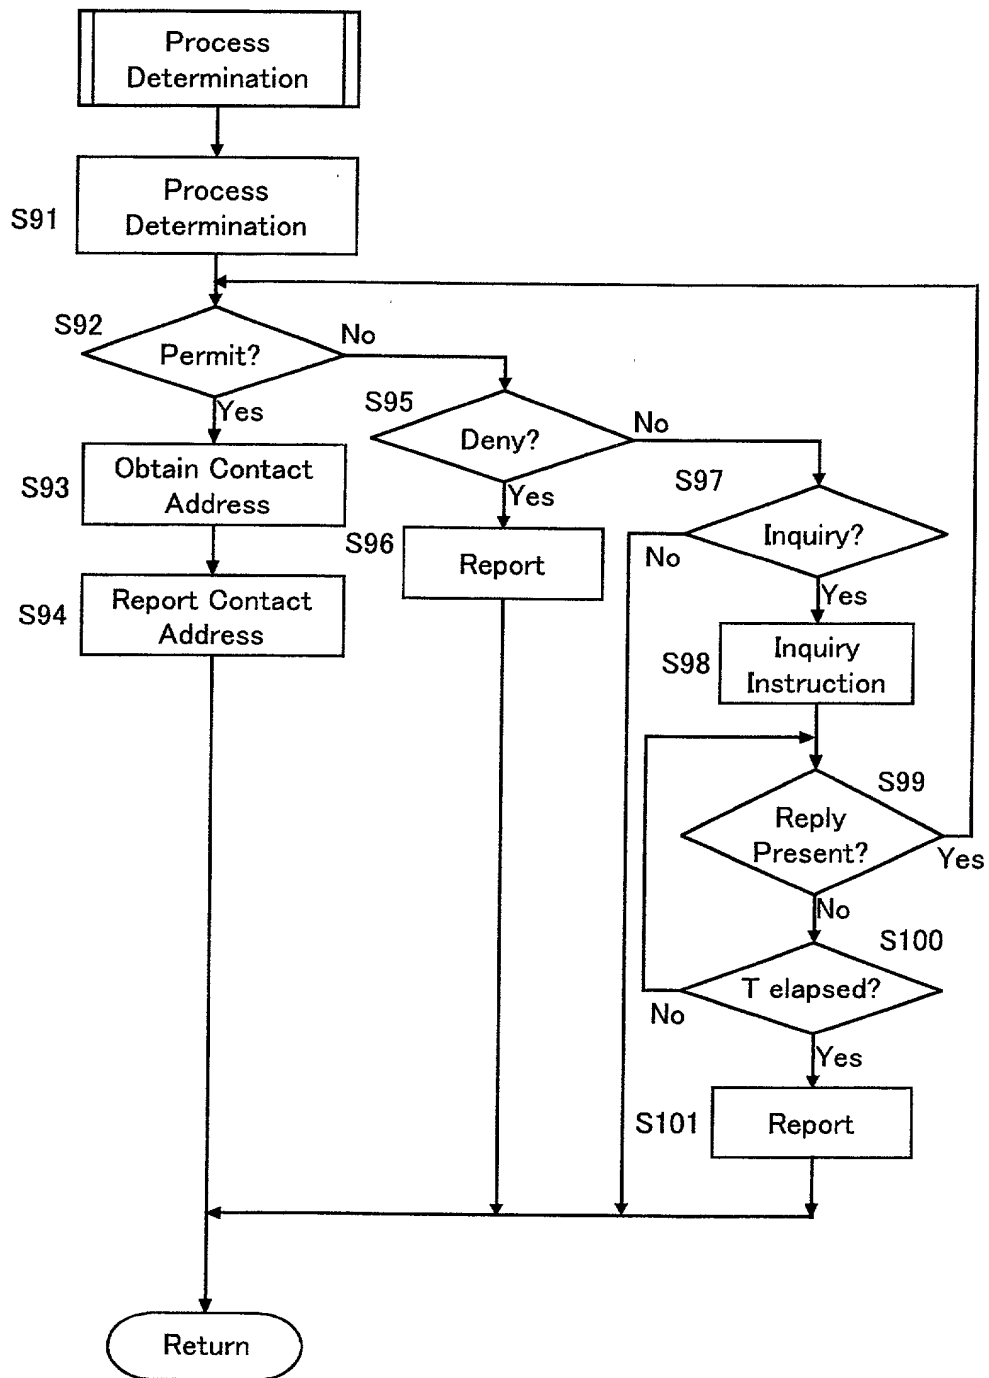 Process
Determination
S91
Process
Determination
S92
Permit?
No
Yes
S93
Obtain Contact
Address
S94
Report Contact
Address
S95
Deny?
No
Yes
S96
Report
S97
Inquiry?
No
Yes
S98
Inquiry
Instruction
S99
Reply
Present?
Yes
No
S100
T elapsed?
No
Yes
S101
Report
Return